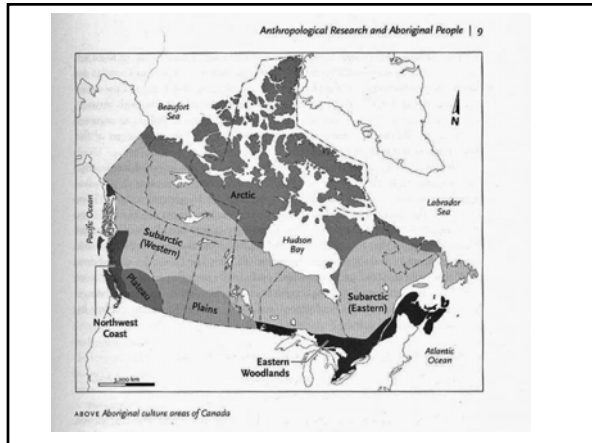 Anthropological Research and Aboriginal People | 9
Beaufort
Sea
N
Arctic
Labrador
Sea
Pacific Ocean
Subarctic
(Western)
Hudson
Bay
Plateau
Plains
Subarctic
(Eastern)
Northwest
Coast
Eastern
Woodlands
Atlantic
Ocean
ABOVE Aboriginal culture areas of Canada